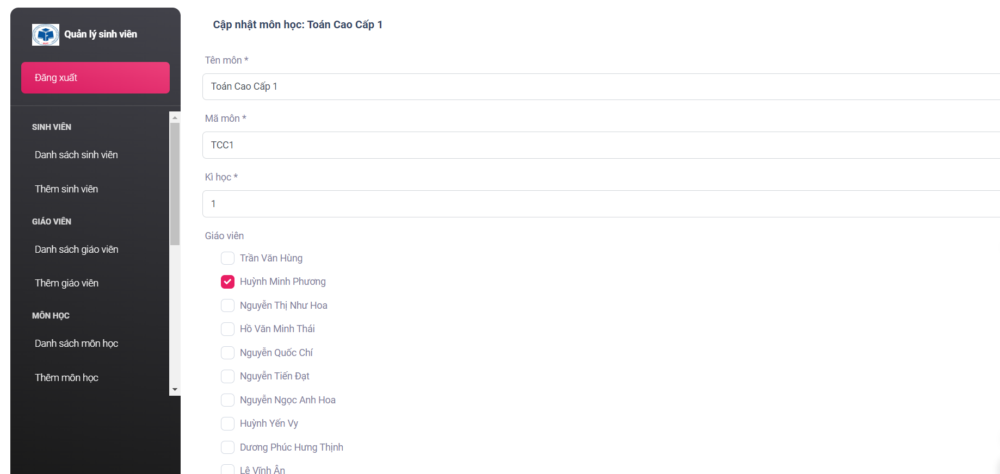 Quản lý sinh viên
Đăng xuất
SINH VIÊN
Danh sách sinh viên
Thêm sinh viên
GIÁO VIÊN
Danh sách giáo viên
Thêm giáo viên
MÔN HỌC
Danh sách môn học
Thêm môn học
Cập nhật môn học: Toán Cao Cấp 1
Tên môn *
Toán Cao Cấp 1
Mã môn *
TCC1
Kì học *
1
Giáo viên
Trần Văn Hùng
Huỳnh Minh Phương
Nguyễn Thị Như Hoa
Hồ Văn Minh Thái
Nguyễn Quốc Chí
Nguyễn Tiến Đạt
Nguyễn Ngọc Anh Hoa
Huỳnh Yến Vy
Dương Phúc Hưng Thịnh
Lê Vĩnh Ân